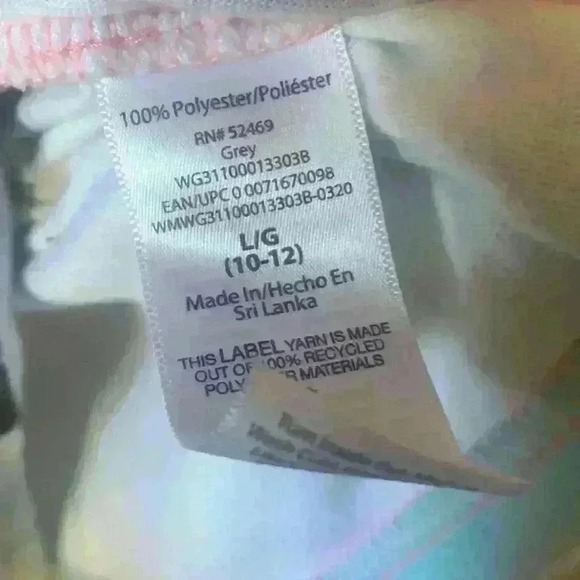 100% Polyester/Poliéster
RN# 52469
Grey
WG31100013303B
EAN/UPC 0 0071670098
WMWG31100013303B-0320
L/G
(10-12)
Made In/Hecho En
Sri Lanka
THIS LABEL YARN IS MADE
OUT OF 100% RECYCLED
MATERIALS